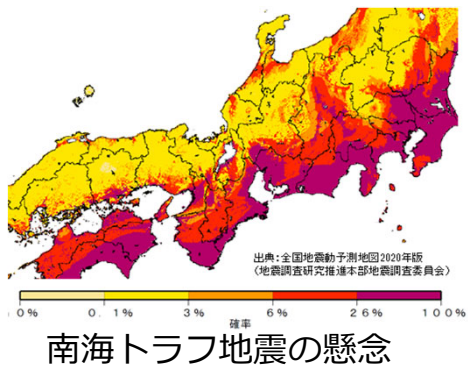 出典:全国地震動予測地図2020年版
(地震調査研究推進本部地震調査委員会)
0% 0.1% 3% 6% 26% 100%
確率
南海トラフ地震の懸念